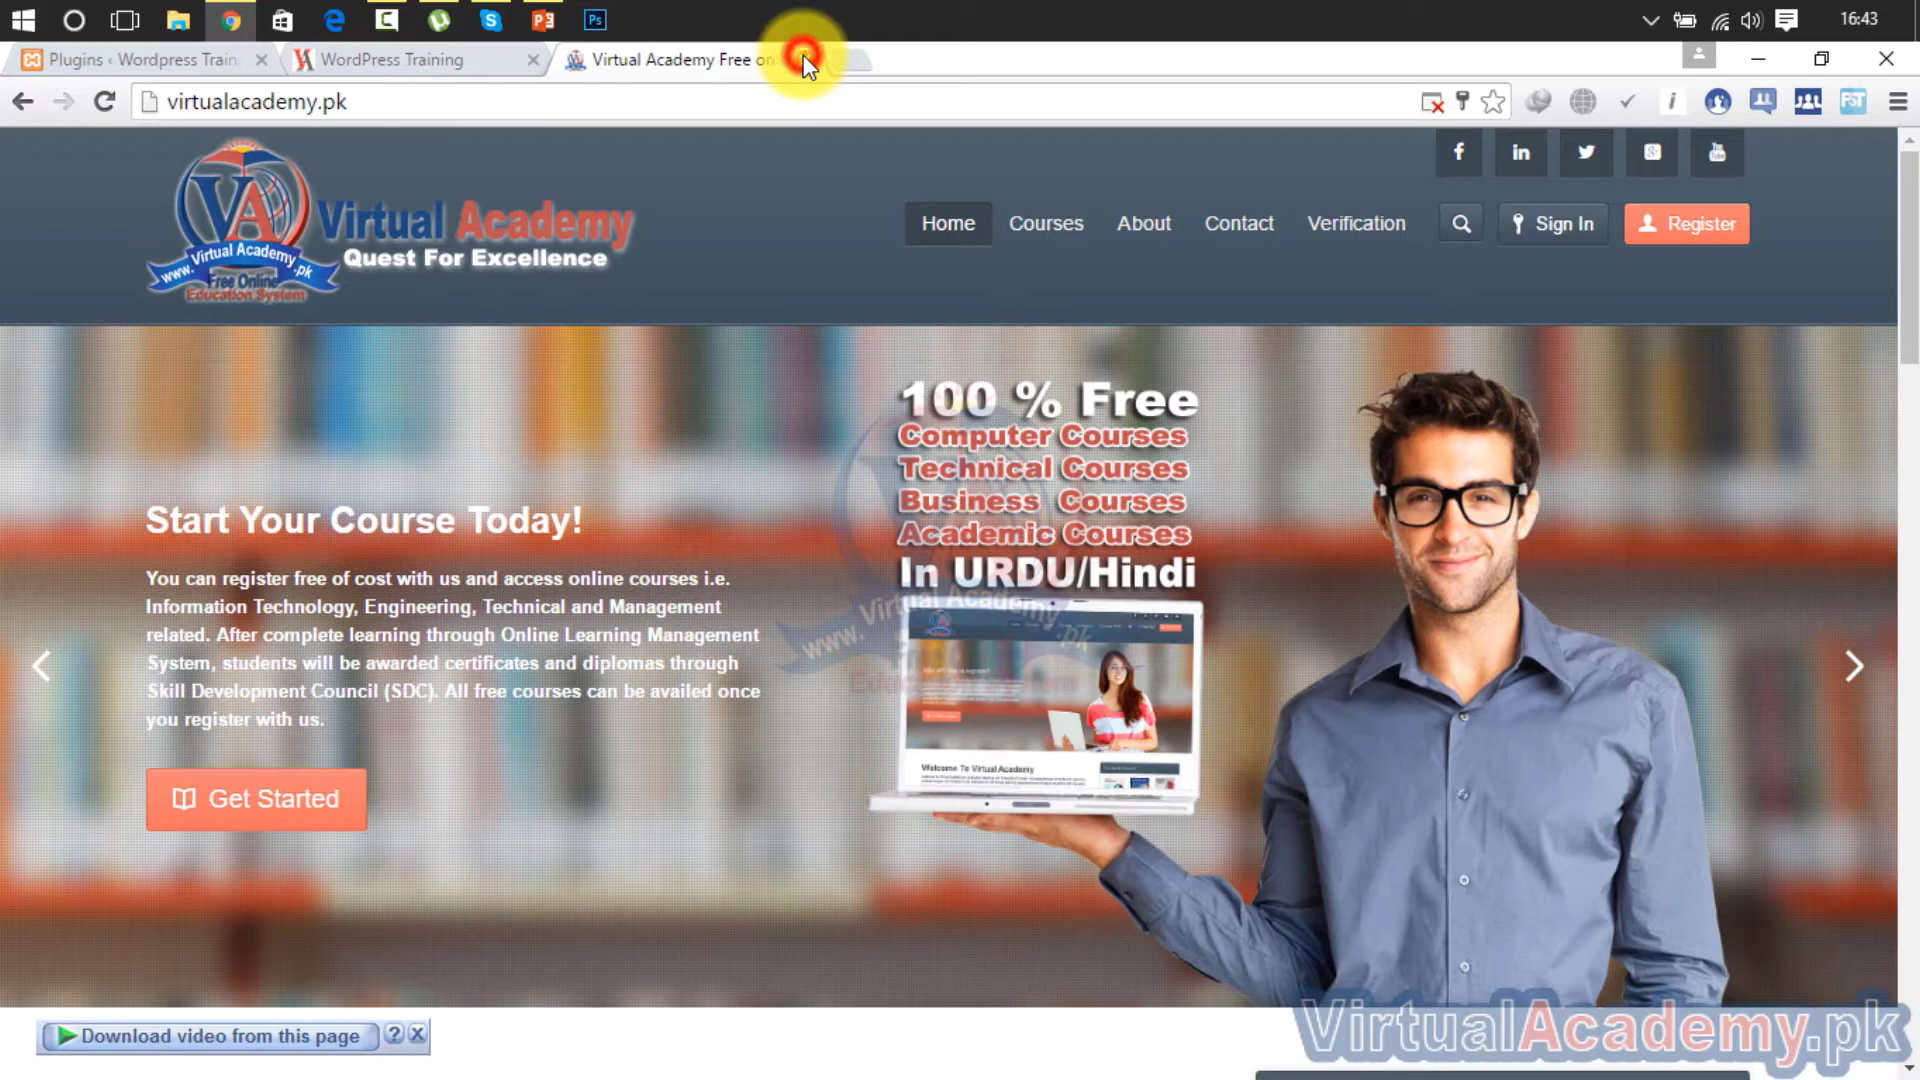 16:43
Plugins ‹ Wordpress Train
WordPress Training
Virtual Academy Free on
virtualacademy.pk
VA
www.Virtual Academy.pk
Free Online
Education System
Virtual Academy
Quest For Excellence
Home
Courses
About
Contact
Verification
Sign In
Register
100 % Free
Computer Courses
Technical Courses
Business Courses
Academic Courses
In URDU/Hindi
Start Your Course Today!
You can register free of cost with us and access online courses i.e.
Information Technology, Engineering, Technical and Management
related. After complete learning through Online Learning Management
System, students will be awarded certificates and diplomas through
Skill Development Council (SDC). All free courses can be availed once
you register with us.
Get Started
Welcome To Virtual Academy
Download video from this page
VirtualAcademy.pk